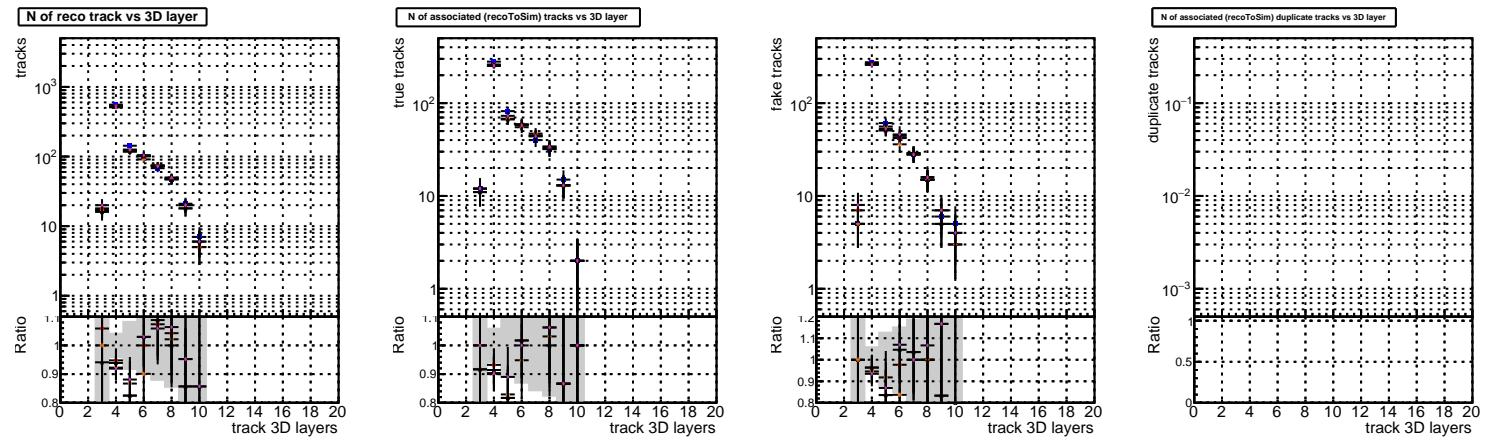 N of reco track vs 3D layer
tracks
10³
10²
10
1
Ratio
1.1
1
0.9
0.8
0 2 4 6 8 10 12 14 16 18 20
track 3D layers
N of associated (recoToSim) tracks vs 3D layer
true tracks
10²
10
1
Ratio
1.1
1
0.9
0.8
0 2 4 6 8 10 12 14 16 18 20
track 3D layers
fake tracks
10²
10
1
Ratio
1.2
1.1
1
0.9
0.8
0 2 4 6 8 10 12 14 16 18 20
track 3D layers
N of associated (recoToSim) duplicate tracks vs 3D layer
duplicate tracks
10⁻¹
10⁻²
10⁻³
Ratio
1
0.5
0
0 2 4 6 8 10 12 14 16 18 20
track 3D layers